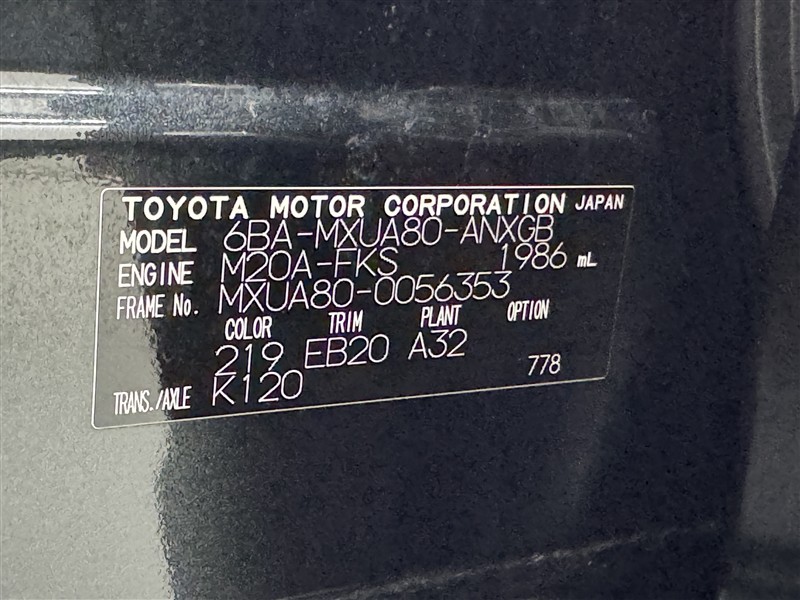 TOYOTA MOTOR CORPORATION JAPAN
MODEL 6BA-MXUA80-ANXGB
ENGINE M20A-FKS 1986 mL
FRAME No. MXUA80-0056353
COLOR TRIM PLANT OPTION
219 EB20 A32
TRANS./AXLE K120 778